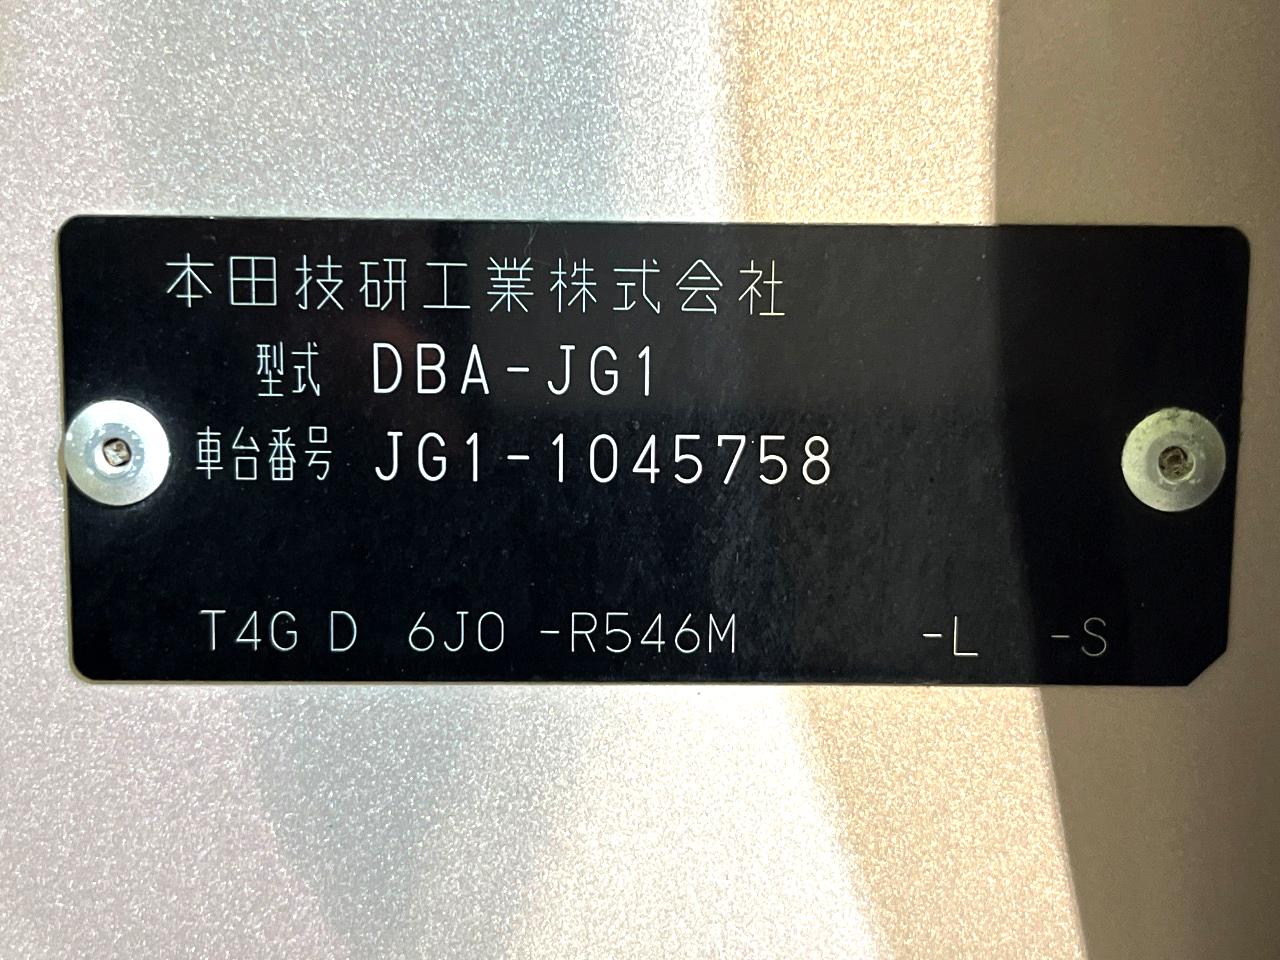 本田技研工業株式会社
型式 DBA-JG1
車台番号 JG1-1045758
T4G D 6J0 -R546M -L -S